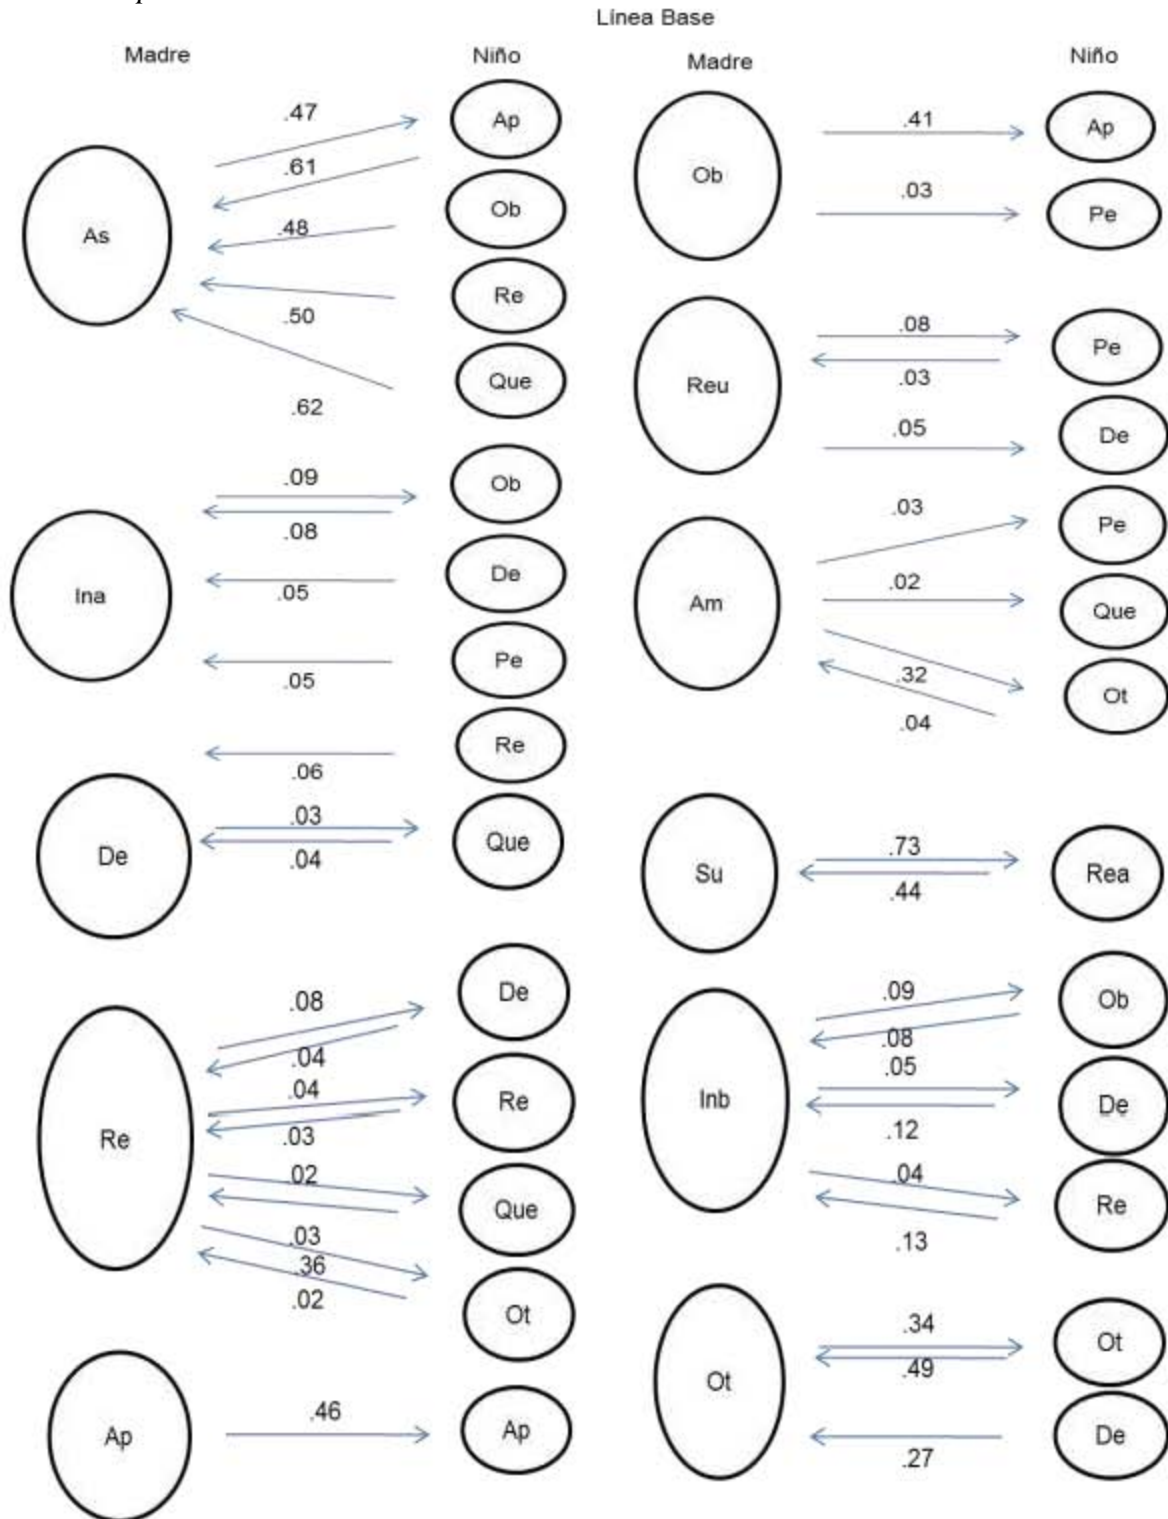 Línea Base
Madre Niño
.47
Ap
.61
Ob
As
.48
Re
.50
Que
.62
.09
Ob
.08
De
Ina
.05
Pe
.05
Re
.06
.03
Que
De
.04
De
.08
.04
.04
Re
Re
.03
.02
Que
.03
.36
.02
Ot
.46
Ap
Ap
Madre Niño
.41
Ap
Ob
.03
Pe
.08
Pe
Reu
.03
.05
De
.03
Pe
.02
Que
Am
.32
Ot
.04
.73
Su
Rea
.44
.09
Ob
.08
.05
Inb
De
.12
.04
Re
.13
.34
Ot
Ot
.49
De
.27